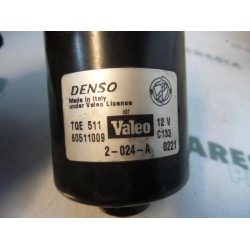 DENSO
Made in Italy
under Valeo License
TGE 511 Valeo 12 V
60511009 C133
2-024-A 0221